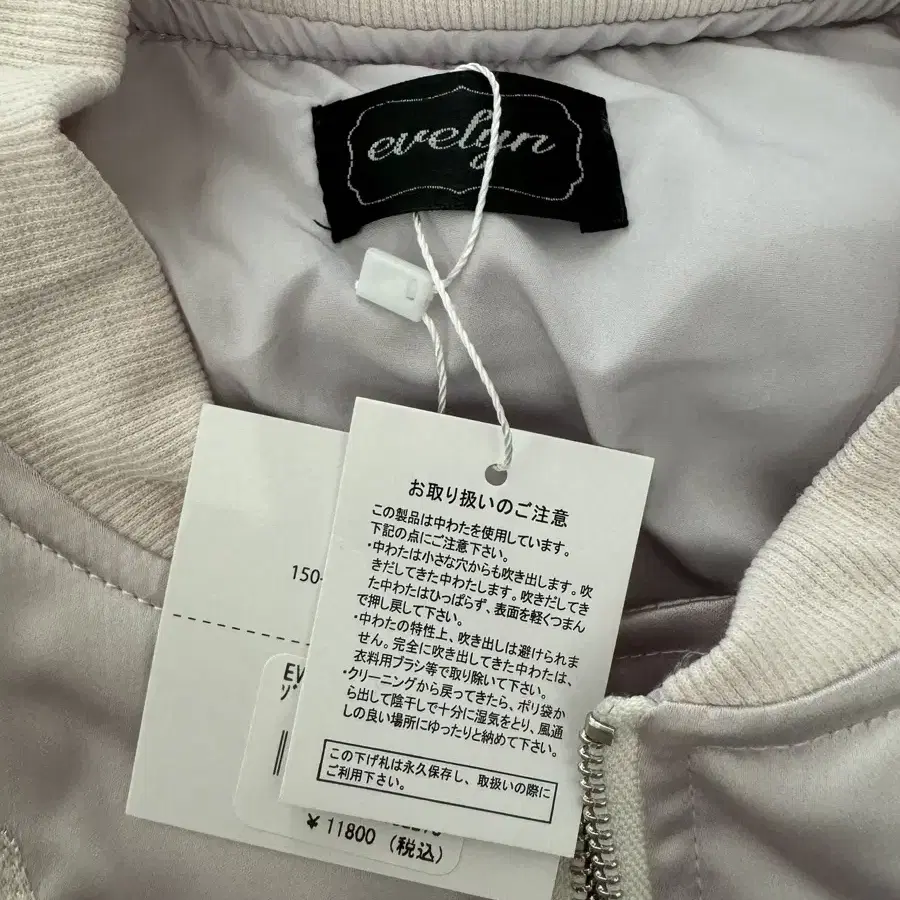 evelyn
お取り扱いのご注意
この製品は中わたを使用しています。
下記の点にご注意下さい。
・中わたは小さな穴からも吹き出します。吹
きだしてきた中わたします。吹きだしてき
た中わたはひっぱらず、表面を軽くつまん
で押し戻して下さい。
・中わたの特性上、吹き出しは避けられま
せん。完全に吹き出してきた中わたは、
衣料用ブラシ等で取り除いて下さい。
・クリーニングから戻ってきたら、ポリ袋か
ら出して陰干しで十分に湿気をとり、風通
しの良い場所にゆったりと納めて下さい。
この下げ札は永久保存し、取扱いの際に
ご利用下さい。
150-
EV
¥ 11800 (税込)